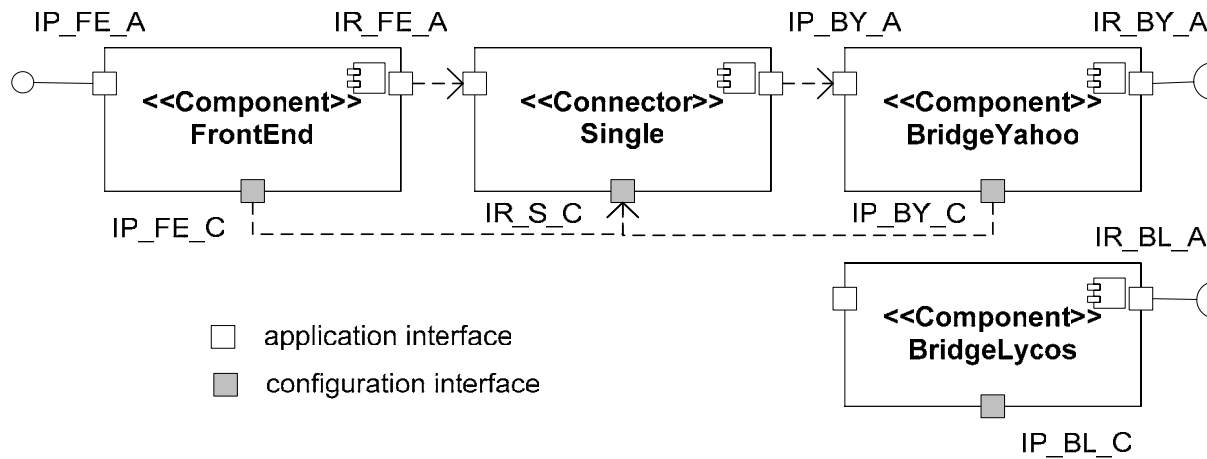 IP_FE_A
IR_FE_A
IP_BY_A
IR_BY_A
<<Component>>
FrontEnd
<<Connector>>
Single
<<Component>>
BridgeYahoo
IP_FE_C
IR_S_C
IP_BY_C
IR_BL_A
<<Component>>
BridgeLycos
application interface
configuration interface
IP_BL_C